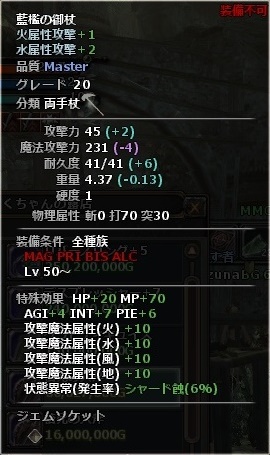 装備不可
藍檻の御杖
火属性攻撃+1
水属性攻撃+2
品質 Master
グレード 20
分類 両手杖
攻撃力 45 (+2)
魔法攻撃力 231 (-4)
耐久度 41/41 (+6)
重量 4.37 (-0.13)
硬度 1
物理属性 斬0 打70 突30
装備条件 全種族
MAG PRI BIS ALC
Lv 50～
特殊効果 HP+20 MP+70
AGI+4 INT+7 PIE+6
攻撃魔法属性(火) +10
攻撃魔法属性(水) +10
攻撃魔法属性(風) +10
攻撃魔法属性(地) +10
状態異常(発生率) シャード蝕(6%)
ジェムソケット
16,000,000G